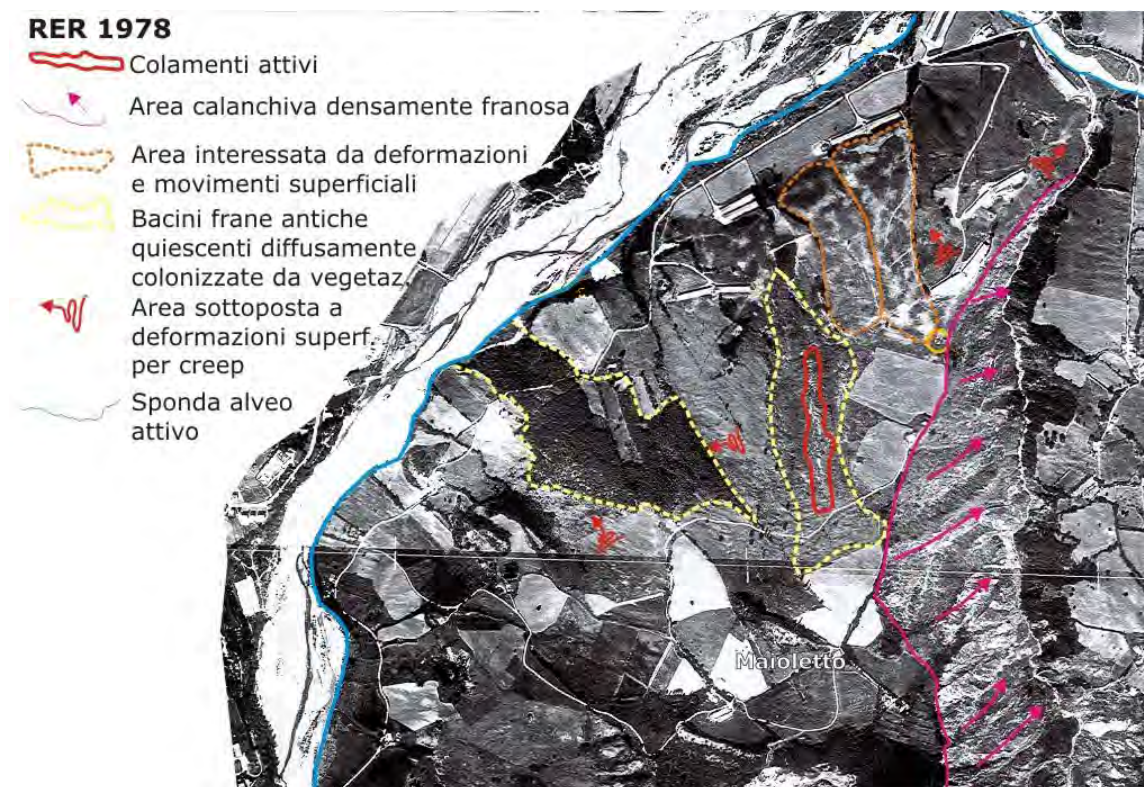 RER 1978
Colamenti attivi
Area calanchiva densamente franosa
Area interessata da deformazioni
e movimenti superficiali
Bacini frane antiche
quiescenti diffusamente
colonizzate da vegetaz.
Area sottoposta a
deformazioni superf.
per creep
Sponda alveo
attivo
Maioletto